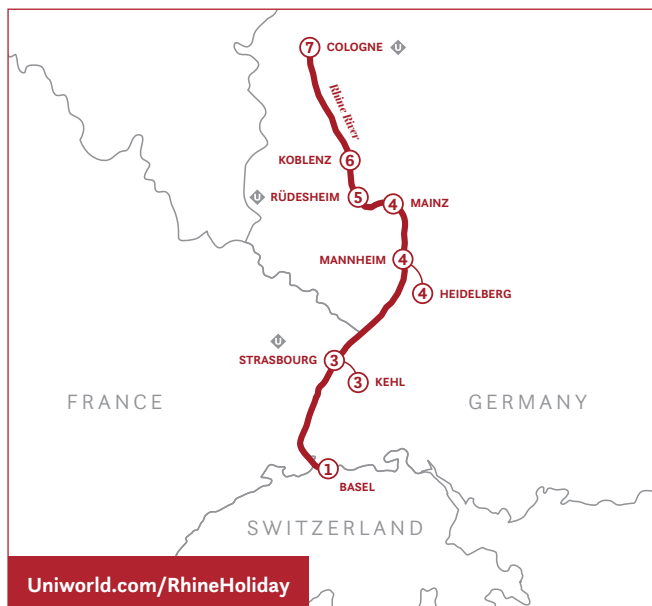 7 COLOGNE U
Rhine River
KOBLENZ 6
U RÜDESHEIM 5
4 MAINZ
MANNHEIM 4
4 HEIDELBERG
U
STRASBOURG 3
3 KEHL
FRANCE
GERMANY
1
BASEL
SWITZERLAND
Uniworld.com/RhineHoliday